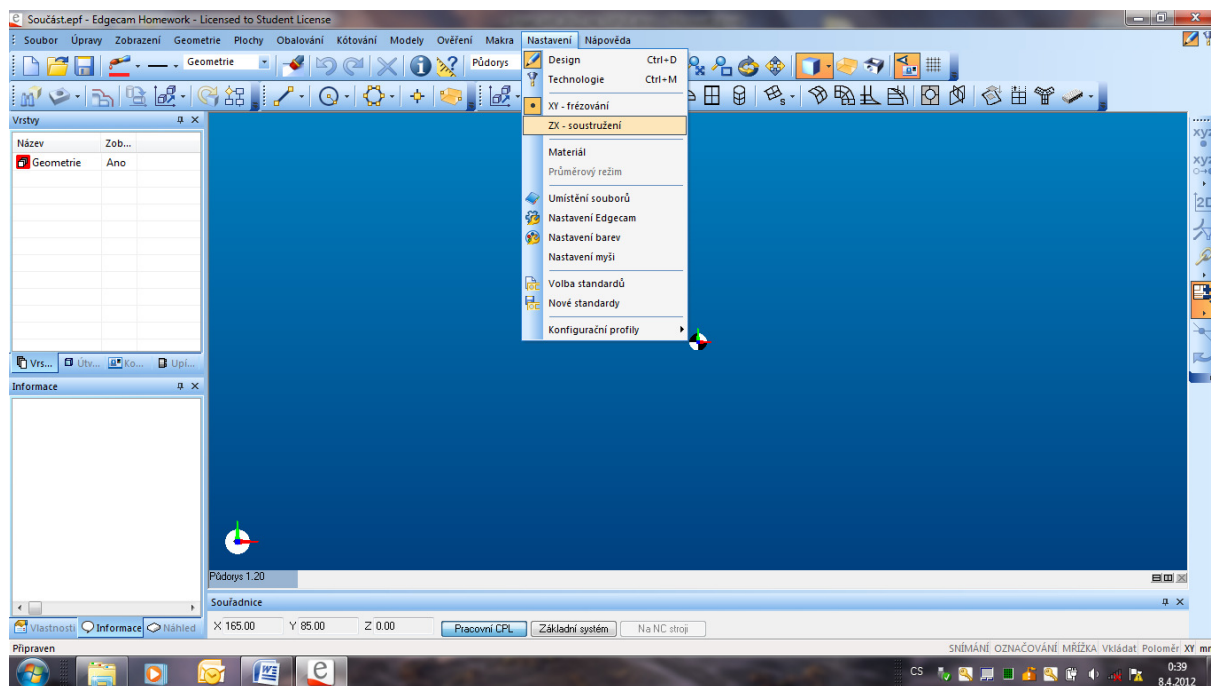 Součást.epf - Edgecam Homework - Licensed to Student License
Soubor Úpravy Zobrazení Geometrie Plochy Obalování Kótování Modely Ověření Makra Nastavení Nápověda
Geometrie
Půdorys
Design Ctrl+D
Technologie Ctrl+M
XY - frézování
ZX - soustružení
Materiál
Průměrový režim
Umístění souborů
Nastavení Edgecam
Nastavení barev
Nastavení myši
Volba standardů
Nové standardy
Konfigurační profily
Vrstvy
Název Zob...
Geometrie Ano
Vrs... Útv... Ko... Upí...
Informace
Půdorys 1.20
Souřadnice
Vlastnosti Informace Náhled
X 165.00 Y 85.00 Z 0.00 Pracovní CPL Základní systém Na NC stroji
Připraven
SNÍMÁNÍ OZNAČOVÁNÍ MŘÍŽKA Vkládat Poloměr XY mm
CS
0:39
8.4.2012